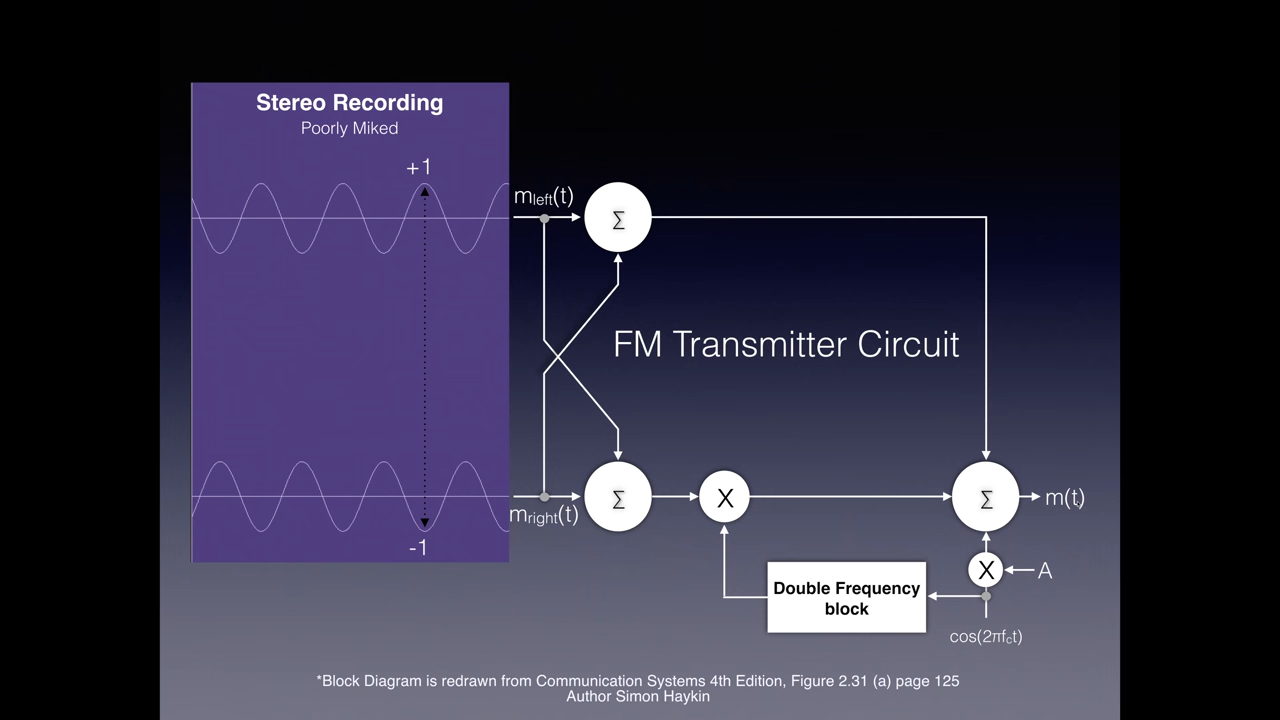 Stereo Recording
Poorly Miked
+1
mleft(t)
Σ
FM Transmitter Circuit
Σ
X
Σ
m(t)
mright(t)
-1
X
A
Double Frequency
block
cos(2πfct)
*Block Diagram is redrawn from Communication Systems 4th Edition, Figure 2.31 (a) page 125
Author Simon Haykin